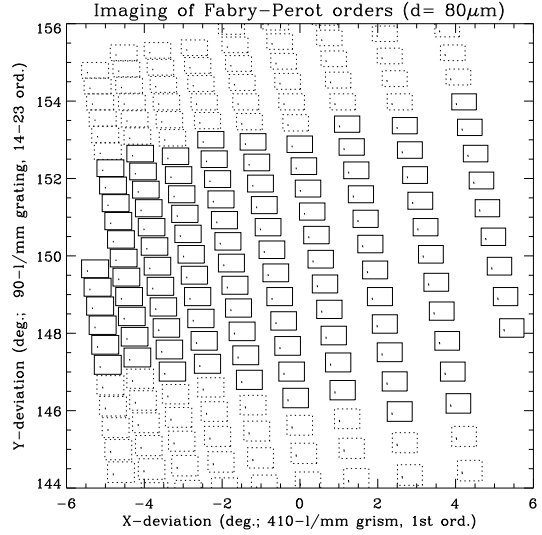 Imaging of Fabry-Perot orders (d= 80μm)
156
154
152
150
148
146
144
Y-deviation (deg.; 90-l/mm grating, 14-23 ord.)
-6 -4 -2 0 2 4 6
X-deviation (deg.; 410-l/mm grism, 1st ord.)